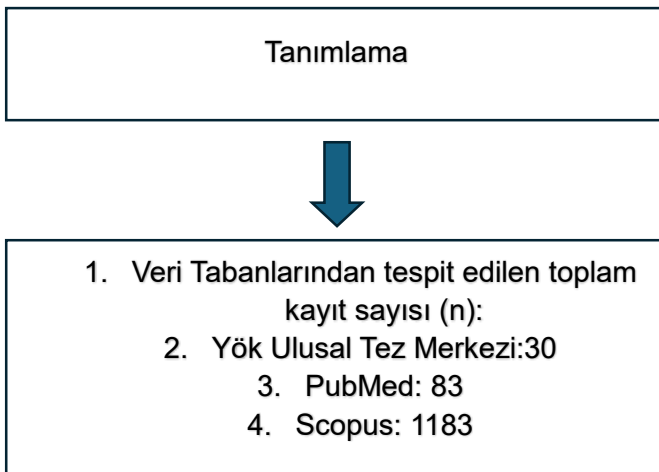 Tanımlama
1. Veri Tabanlarından tespit edilen toplam
kayıt sayısı (n):
2. Yök Ulusal Tez Merkezi:30
3. PubMed: 83
4. Scopus: 1183